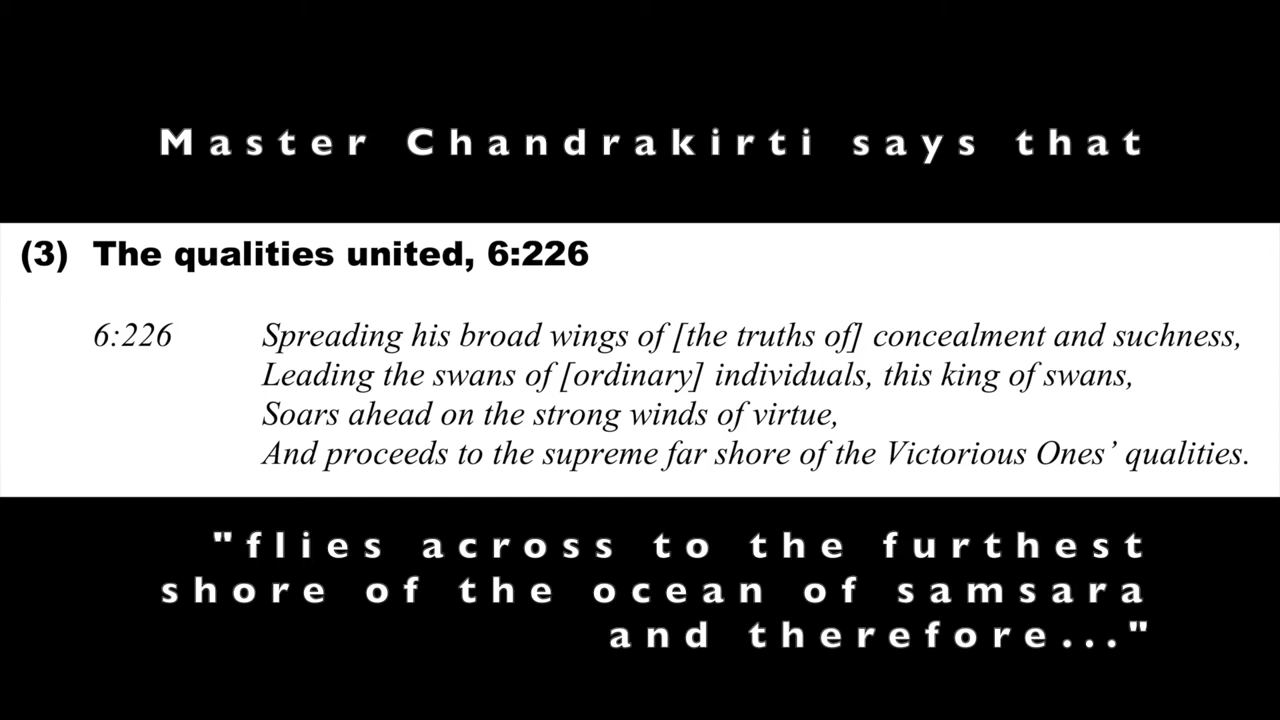 Master Chandrakirti says that
(3) The qualities united, 6:226
6:226 Spreading his broad wings of [the truths of] concealment and suchness,
Leading the swans of [ordinary] individuals, this king of swans,
Soars ahead on the strong winds of virtue,
And proceeds to the supreme far shore of the Victorious Ones’ qualities.
"flies across to the furthest
shore of the ocean of samsara
and therefore..."